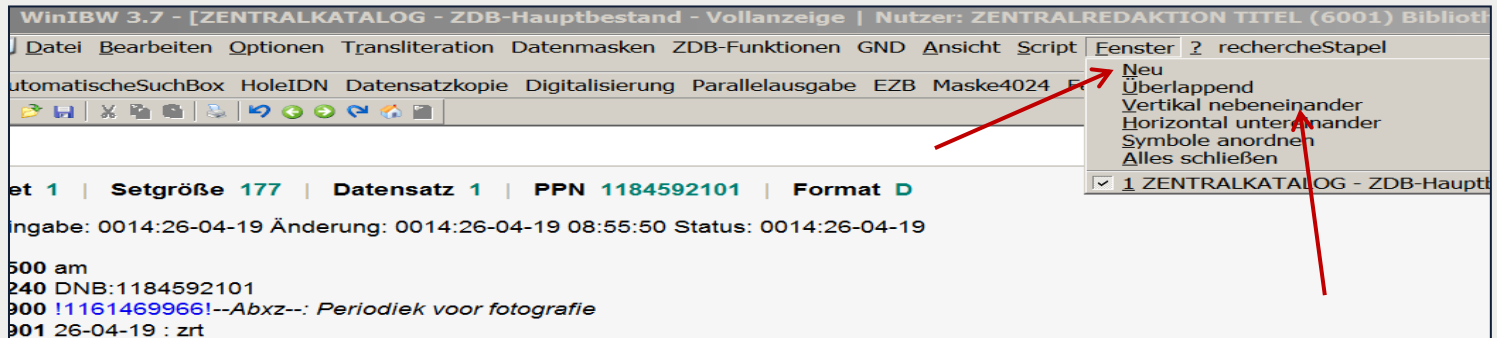 WinIBW 3.7 - [ZENTRALKATALOG - ZDB-Hauptbestand - Vollanzeige | Nutzer: ZENTRALREDAKTION TITEL (6001) Biblioth
Datei Bearbeiten Optionen Transliteration Datenmasken ZDB-Funktionen GND Ansicht Script Fenster ? rechercheStapel
utomatischeSuchBox HoleIDN Datensatzkopie Digitalisierung Parallelausgabe EZB Maske4024
Neu
Überlappend
Vertikal nebeneinander
Horizontal untereinander
Symbole anordnen
Alles schließen
1 ZENTRALKATALOG - ZDB-Hauptb
et 1 | Setgröße 177 | Datensatz 1 | PPN 1184592101 | Format D
ingabe: 0014:26-04-19 Änderung: 0014:26-04-19 08:55:50 Status: 0014:26-04-19
500 am
240 DNB:1184592101
900 !1161469966!--Abxz--: Periodiek voor fotografie
901 26-04-19 : zrt